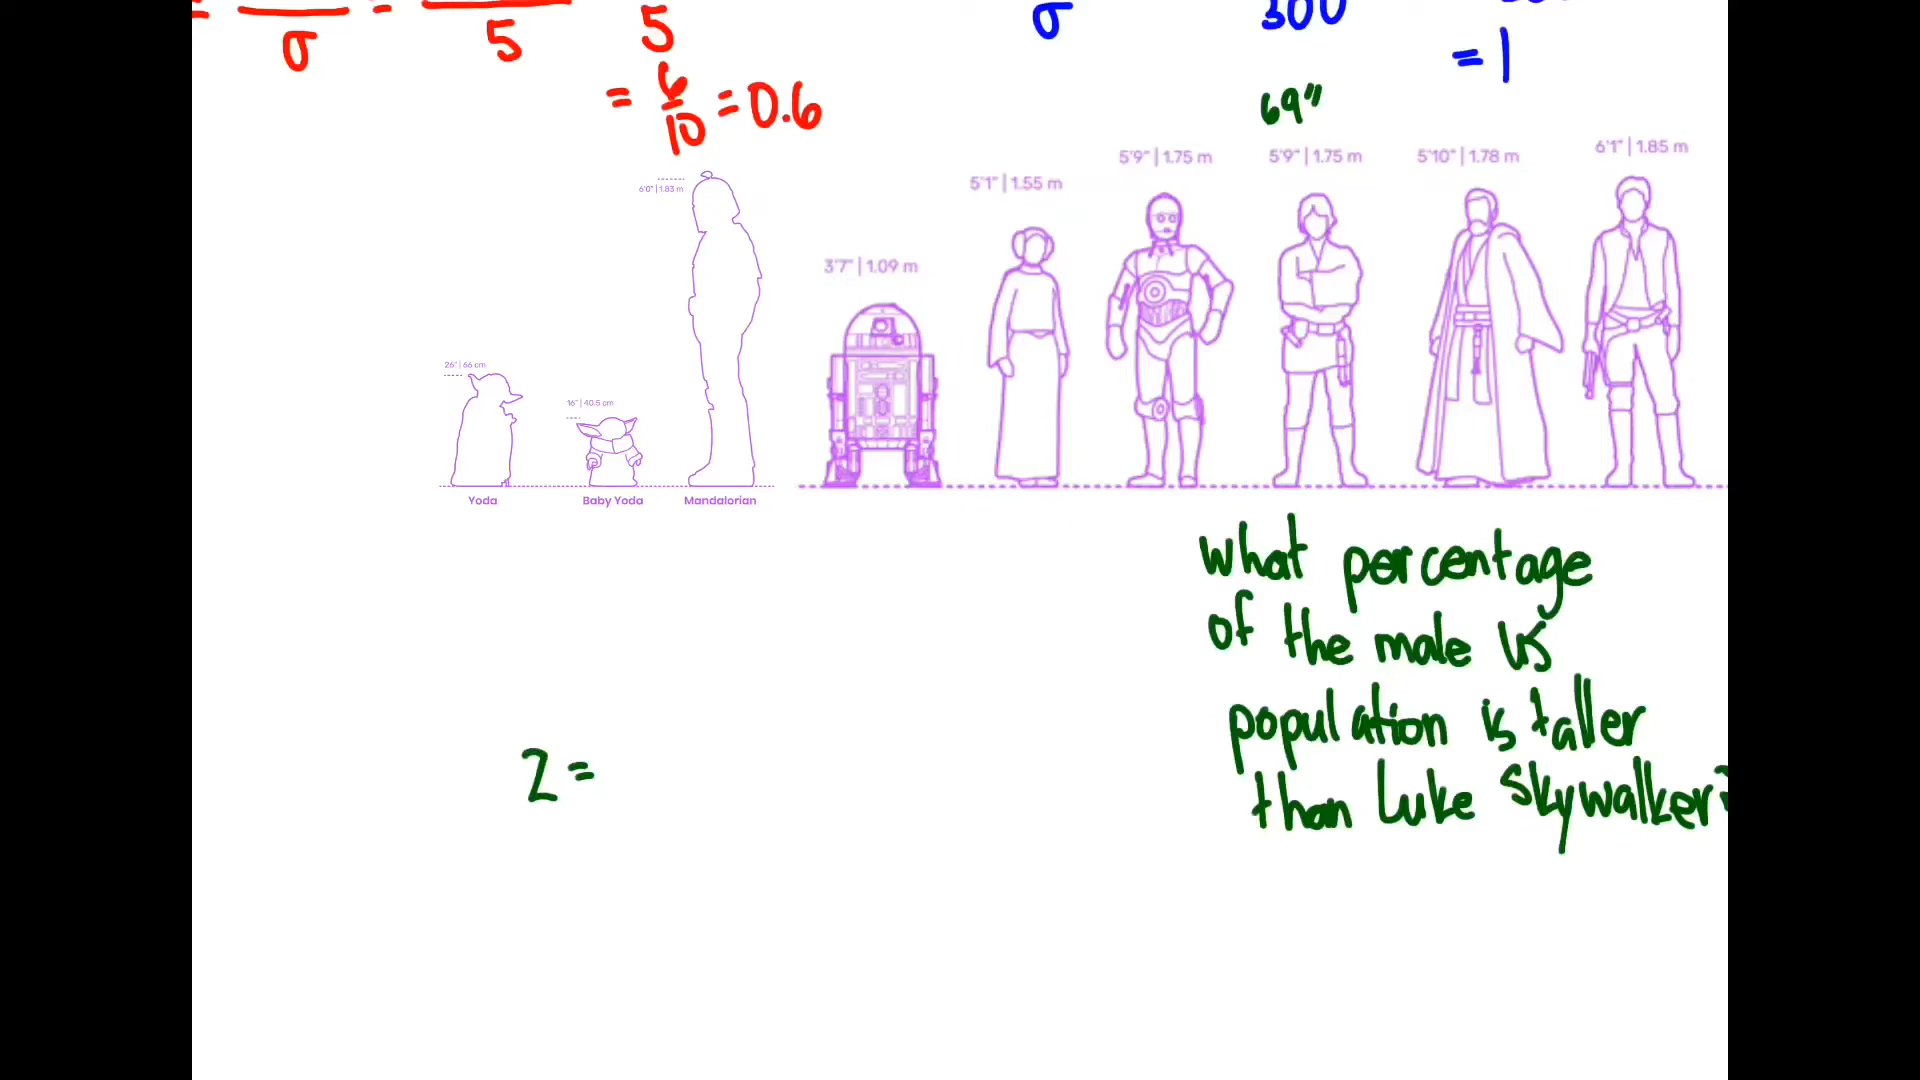 = — = —
σ 5 5
= 6/10 = 0.6
σ 300
= 1
69"
6'0" | 1.83 m
5'1" | 1.55 m
5'9" | 1.75 m
5'9" | 1.75 m
5'10" | 1.78 m
6'1" | 1.85 m
3'7" | 1.09 m
26" | 66 cm
16" | 40.5 cm
Yoda
Baby Yoda
Mandalorian
what percentage
of the male US
population is taller
than Luke Skywalker?
Z =